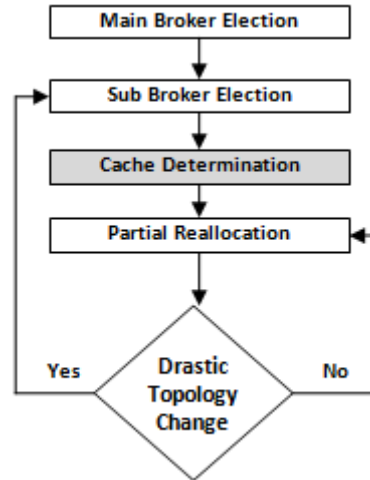 Main Broker Election
Sub Broker Election
Cache Determination
Partial Reallocation
Yes
Drastic
Topology
Change
No